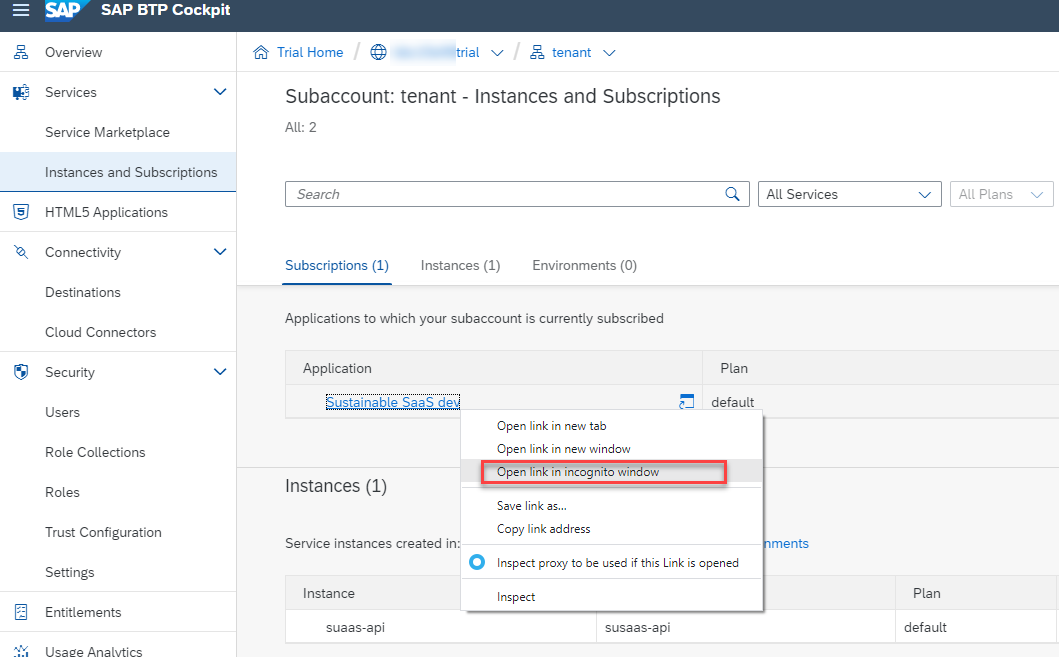 SAP SAP BTP Cockpit
Overview
Services
Service Marketplace
Instances and Subscriptions
HTML5 Applications
Connectivity
Destinations
Cloud Connectors
Security
Users
Role Collections
Roles
Trust Configuration
Settings
Entitlements
Usage Analytics
Trial Home / trial / tenant
Subaccount: tenant - Instances and Subscriptions
All: 2
Search All Services All Plans
Subscriptions (1) Instances (1) Environments (0)
Applications to which your subaccount is currently subscribed
Application Plan
Sustainable SaaS dev default
Open link in new tab
Open link in new window
Open link in incognito window
Save link as...
Copy link address
Inspect proxy to be used if this Link is opened
Inspect
Instances (1)
Service instances created in:
Instance Plan
suaas-api susaas-api default